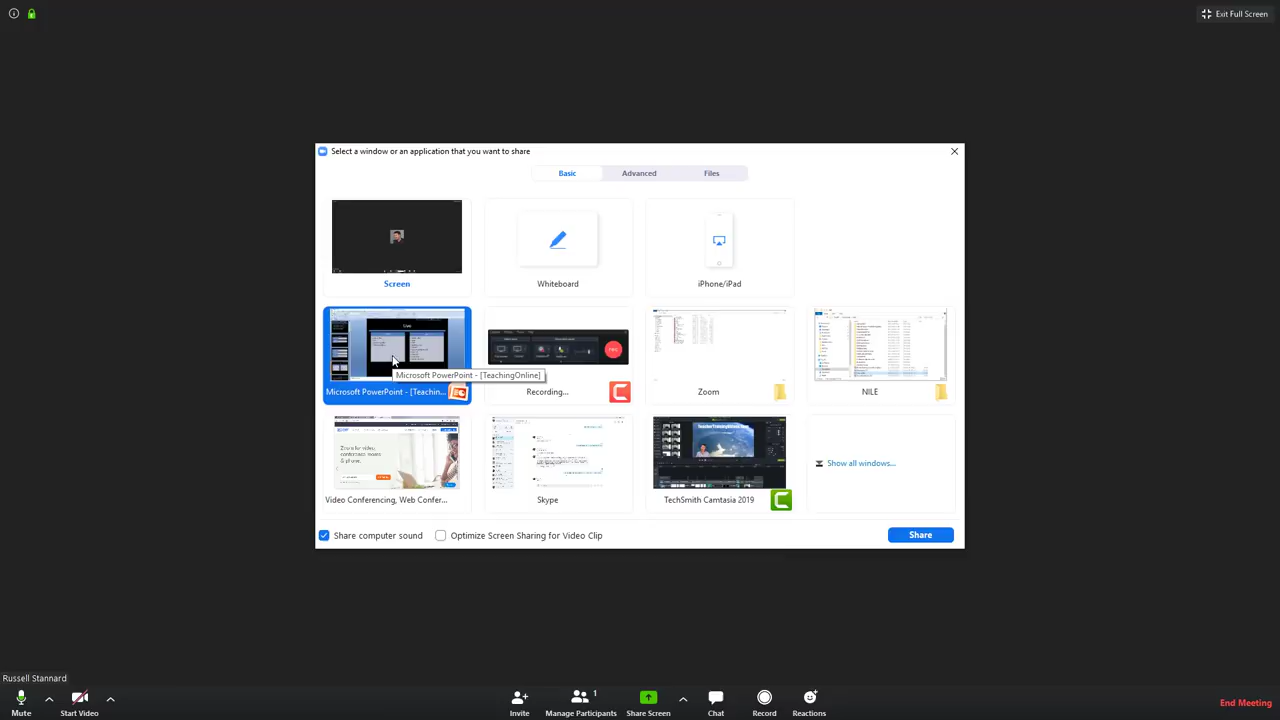 Exit Full Screen
Select a window or an application that you want to share
Basic
Advanced
Files
Screen
Whiteboard
iPhone/iPad
Live
Microsoft PowerPoint - [TeachingOnline]
Microsoft PowerPoint - [Teachin...
Recording...
Zoom
NILE
Show all windows...
Video Conferencing, Web Confer...
Skype
TechSmith Camtasia 2019
Share computer sound
Optimize Screen Sharing for Video Clip
Share
Russell Stannard
1
Mute
Start Video
Invite
Manage Participants
Share Screen
Chat
Record
Reactions
End Meeting